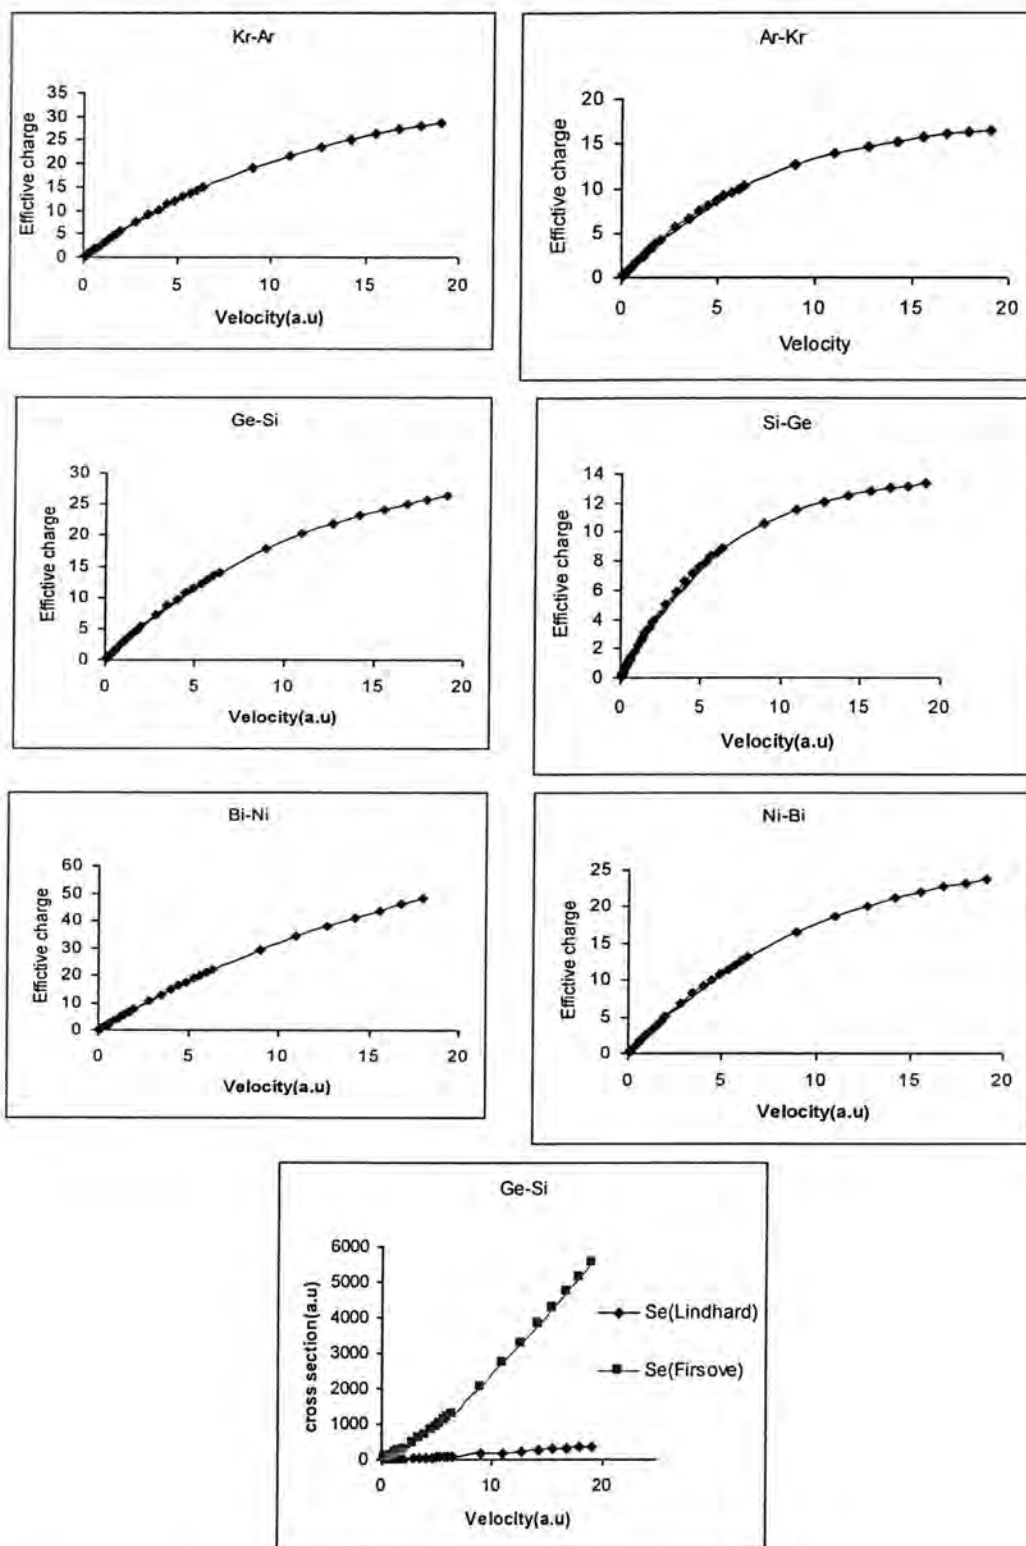 Kr-Ar
Effictive charge
35
30
25
20
15
10
5
0
0 5 10 15 20
Velocity(a.u)
Ar-Kr
Effictive charge
20
15
10
5
0
0 5 10 15 20
Velocity
Ge-Si
Effictive charge
30
25
20
15
10
5
0
0 5 10 15 20
Velocity(a.u)
Si-Ge
Effictive charge
14
12
10
8
6
4
2
0
0 5 10 15 20
Velocity(a.u)
Bi-Ni
Effictive charge
60
50
40
30
20
10
0
0 5 10 15 20
Velocity(a.u)
Ni-Bi
Effictive charge
25
20
15
10
5
0
0 5 10 15 20
Velocity(a.u)
Ge-Si
cross section(a.u)
6000
5000
4000
3000
2000
1000
0
0 10 20
Velocity(a.u)
Se(Lindhard)
Se(Firsove)